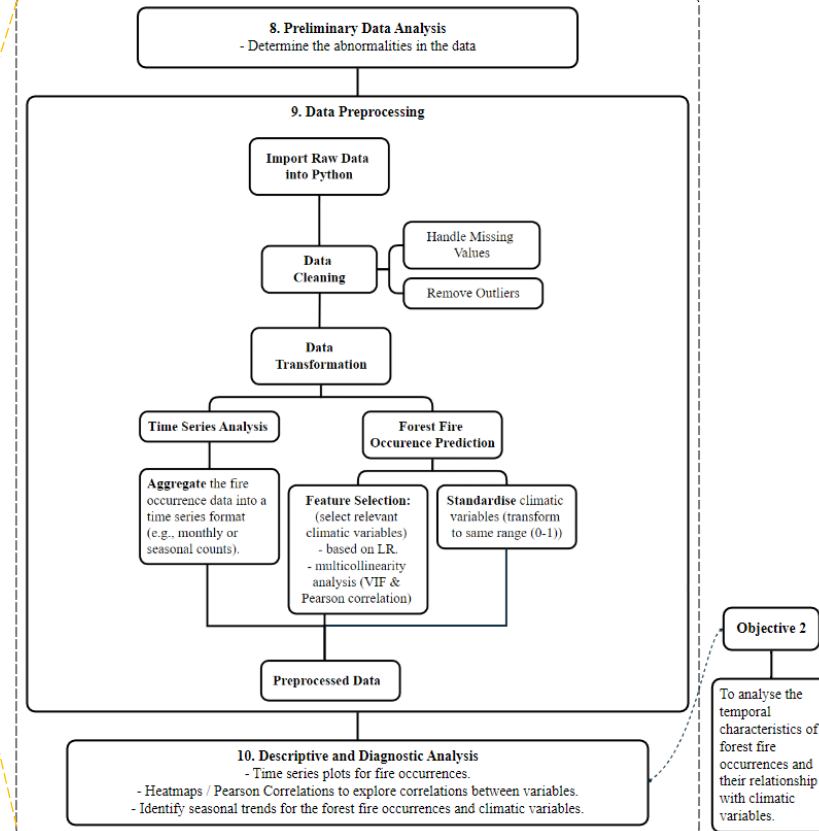 8. Preliminary Data Analysis
- Determine the abnormalities in the data
9. Data Preprocessing
Import Raw Data
into Python
Data
Cleaning
Handle Missing
Values
Remove Outliers
Data
Transformation
Time Series Analysis
Forest Fire
Occurence Prediction
Aggregate the fire
occurrence data into a
time series format
(e.g., monthly or
seasonal counts).
Feature Selection:
(select relevant
climatic variables)
- based on LR.
- multicollinearity
analysis (VIF &
Pearson correlation)
Standardise climatic
variables (transform
to same range (0-1))
Preprocessed Data
10. Descriptive and Diagnostic Analysis
- Time series plots for fire occurrences.
- Heatmaps / Pearson Correlations to explore correlations between variables.
- Identify seasonal trends for the forest fire occurrences and climatic variables.
Objective 2
To analyse the
temporal
characteristics of
forest fire
occurrences and
their relationship
with climatic
variables.